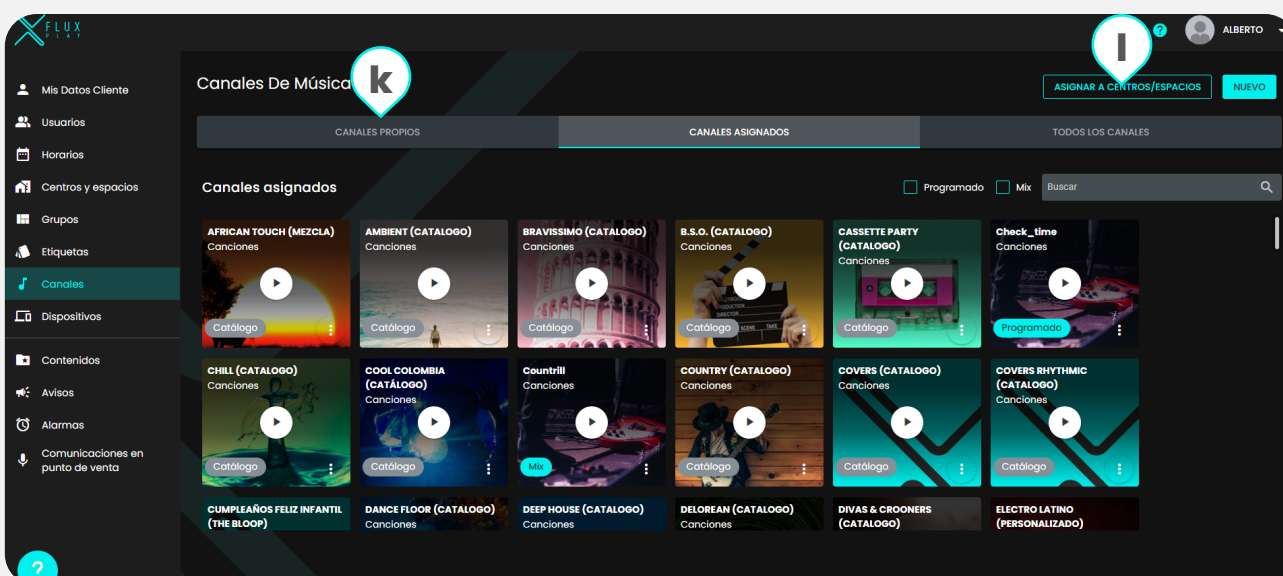 FLUX
PLAY
?
ALBERTO
k
l
Canales De Música
ASIGNAR A CENTROS/ESPACIOS
NUEVO
Mis Datos Cliente
Usuarios
Horarios
Centros y espacios
Grupos
Etiquetas
Canales
Dispositivos
Contenidos
Avisos
Alarmas
Comunicaciones en
punto de venta
?
CANALES PROPIOS
CANALES ASIGNADOS
TODOS LOS CANALES
Canales asignados
Programado
Mix
Buscar
AFRICAN TOUCH (MEZCLA)
Canciones
Catálogo
AMBIENT (CATALOGO)
Canciones
Catálogo
BRAVISSIMO (CATALOGO)
Canciones
Catálogo
B.S.O. (CATALOGO)
Canciones
Catálogo
CASSETTE PARTY
(CATALOGO)
Canciones
Catálogo
Check_time
Canciones
Programado
CHILL (CATALOGO)
Canciones
Catálogo
COOL COLOMBIA
(CATÁLOGO)
Canciones
Catálogo
Countrill
Canciones
Mix
COUNTRY (CATALOGO)
Canciones
Catálogo
COVERS (CATALOGO)
Canciones
Catálogo
COVERS RHYTHMIC
(CATALOGO)
Canciones
Catálogo
CUMPLEAÑOS FELIZ INFANTIL
(THE BLOOP)
DANCE FLOOR (CATALOGO)
Canciones
DEEP HOUSE (CATALOGO)
Canciones
DELOREAN (CATALOGO)
Canciones
DIVAS & CROONERS
(CATALOGO)
ELECTRO LATINO
(PERSONALIZADO)